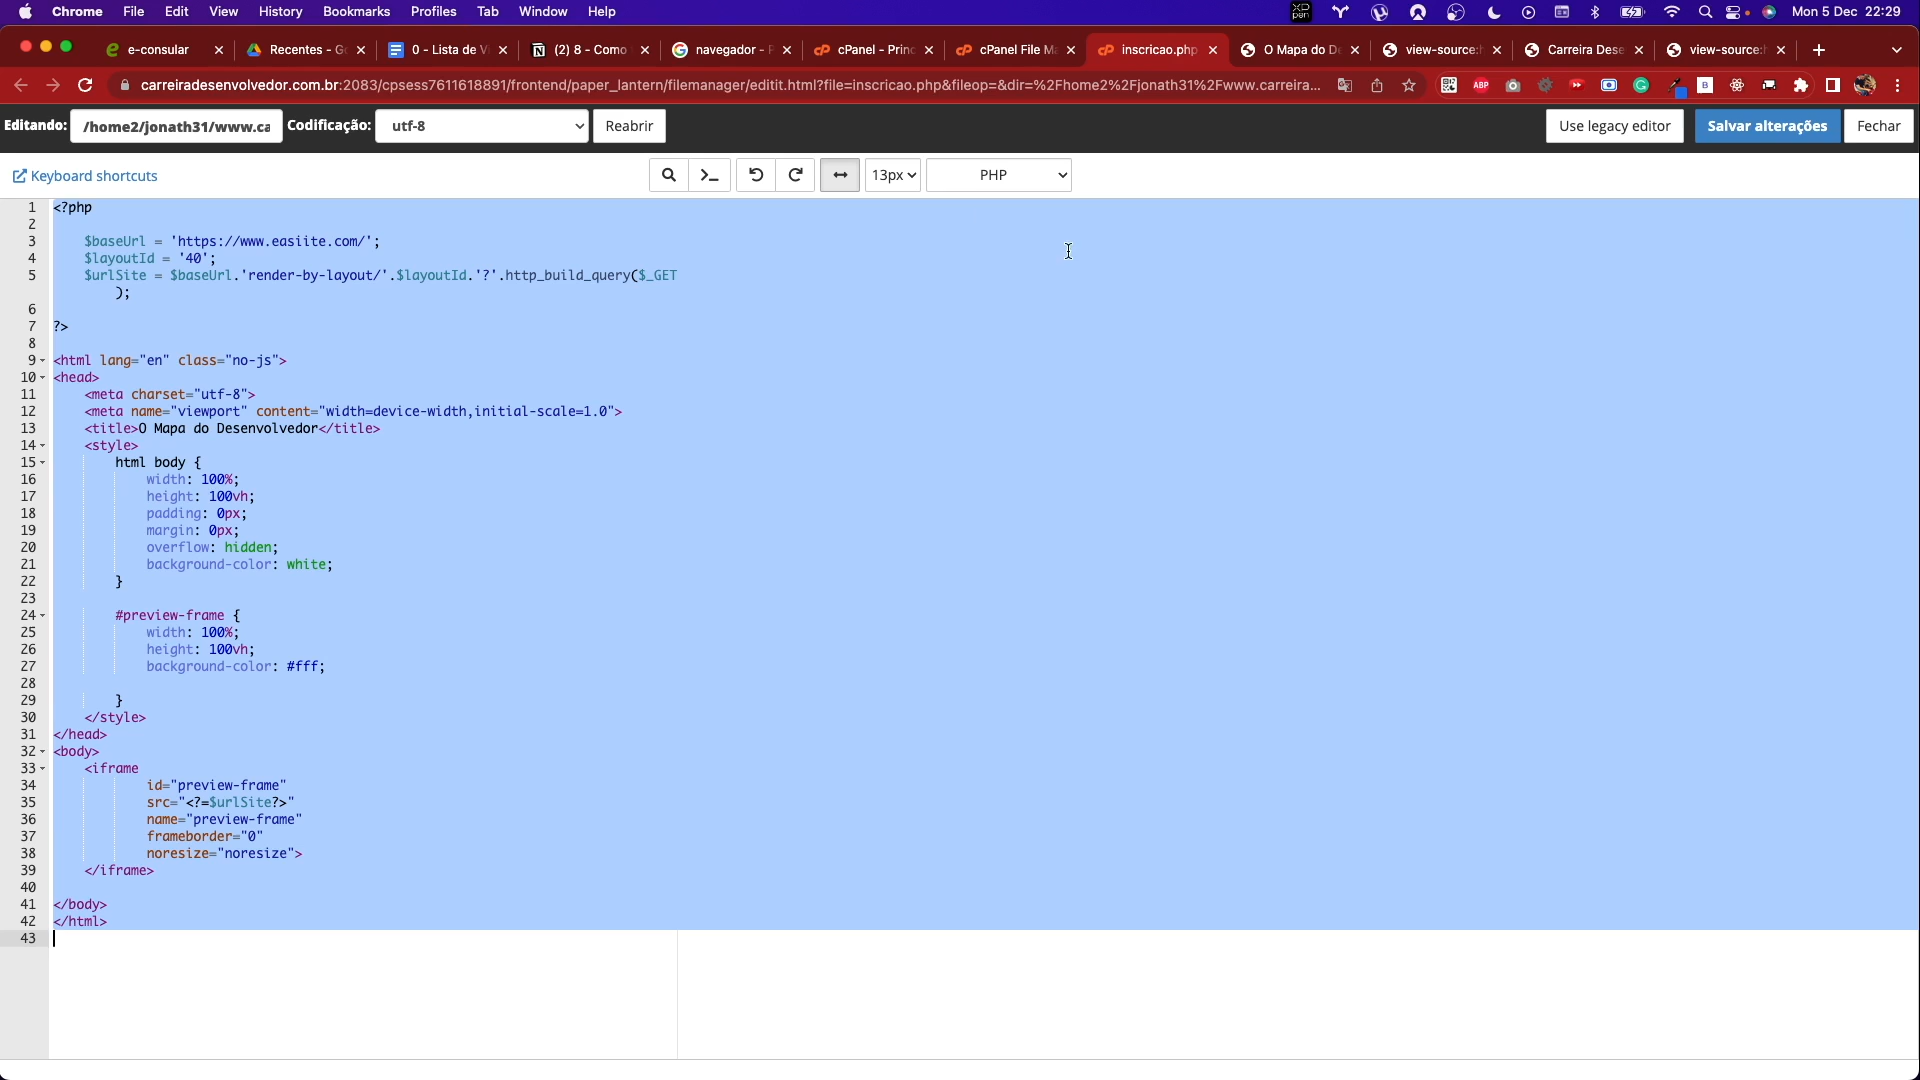 Chrome File Edit View History Bookmarks Profiles Tab Window Help Mon 5 Dec 22:29
e-consular Recentes - Go 0 - Lista de Vi (2) 8 - Como navegador - P cPanel - Princ cPanel File Ma inscricao.php O Mapa do De view-source:h Carreira Dese view-source:h
carreiradesenvolvedor.com.br:2083/cpsess7611618891/frontend/paper_lantern/filemanager/editit.html?file=inscricao.php&fileop=&dir=%2Fhome2%2Fjonath31%2Fwww.carreira...
Editando: /home2/jonath31/www.ca Codificação: utf-8 Reabrir Use legacy editor Salvar alterações Fechar
Keyboard shortcuts 13px PHP
1 <?php
2
3 $baseUrl = 'https://www.easiite.com/';
4 $layoutId = '40';
5 $urlSite = $baseUrl.'render-by-layout/'.$layoutId.'?'.http_build_query($_GET
);
6
7 ?>
8
9 <html lang="en" class="no-js">
10 <head>
11 <meta charset="utf-8">
12 <meta name="viewport" content="width=device-width,initial-scale=1.0">
13 <title>O Mapa do Desenvolvedor</title>
14 <style>
15 html body {
16 width: 100%;
17 height: 100vh;
18 padding: 0px;
19 margin: 0px;
20 overflow: hidden;
21 background-color: white;
22 }
23
24 #preview-frame {
25 width: 100%;
26 height: 100vh;
27 background-color: #fff;
28
29 }
30 </style>
31 </head>
32 <body>
33 <iframe
34 id="preview-frame"
35 src="<?=$urlSite?>"
36 name="preview-frame"
37 frameborder="0"
38 noresize="noresize">
39 </iframe>
40
41 </body>
42 </html>
43